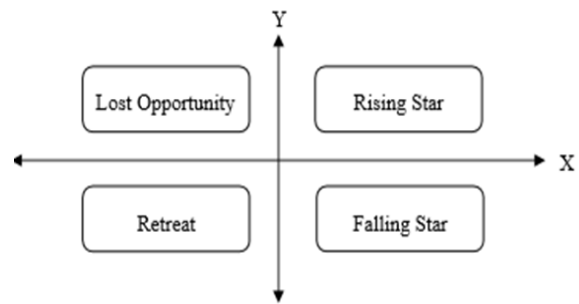 Y
Lost Opportunity
Rising Star
X
Retreat
Falling Star